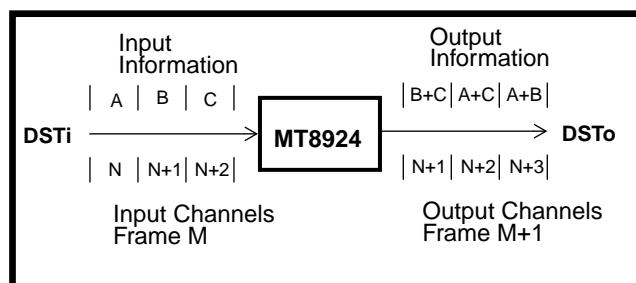 Input
Information
Output
Information
| A | B | C |
|B+C| A+C| A+B|
DSTi
MT8924
DSTo
| N | N+1| N+2|
|N+1| N+2| N+3|
Input Channels
Frame M
Output Channels
Frame M+1